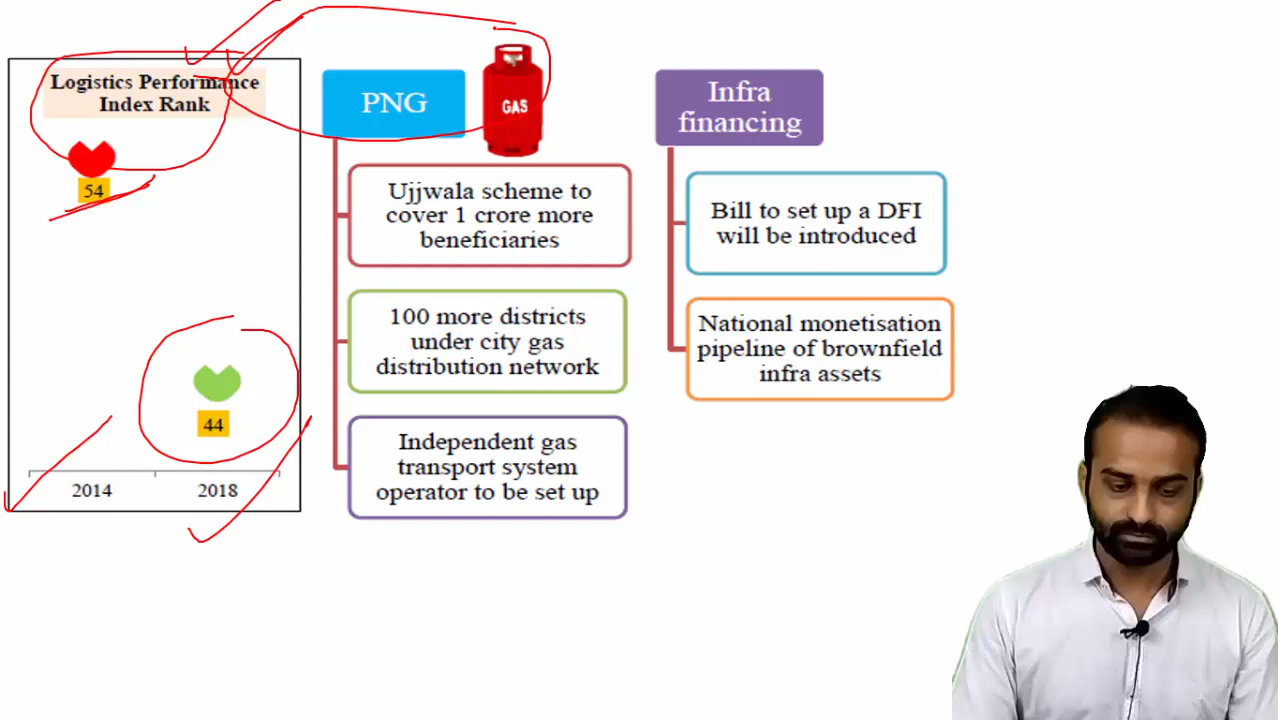 Logistics Performance
Index Rank
54
44
2014
2018
PNG
GAS
Ujjwala scheme to
cover 1 crore more
beneficiaries
100 more districts
under city gas
distribution network
Independent gas
transport system
operator to be set up
Infra
financing
Bill to set up a DFI
will be introduced
National monetisation
pipeline of brownfield
infra assets